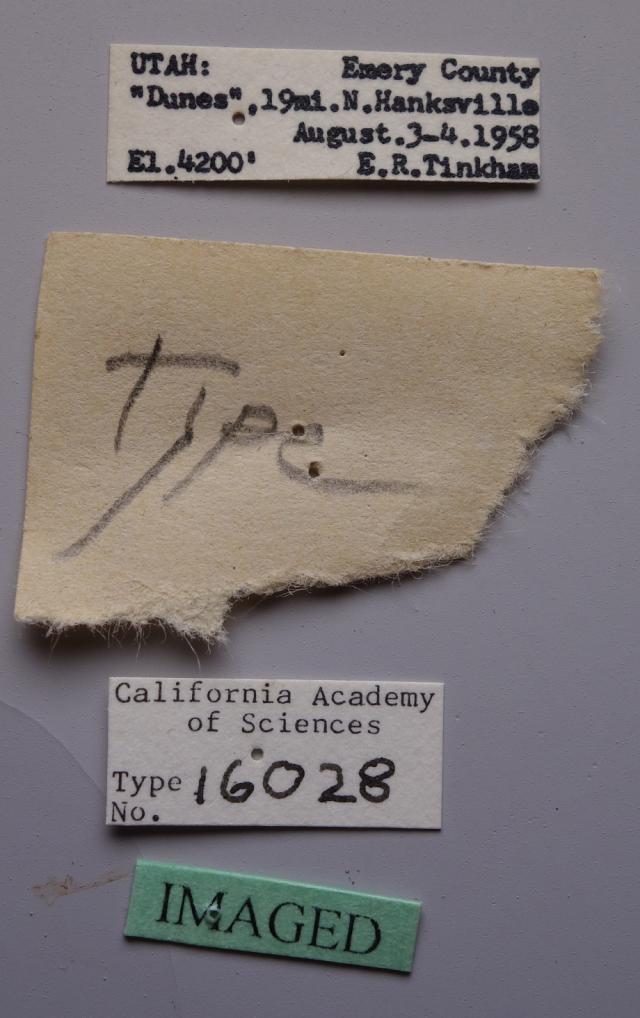 UTAH: Emery County
"Dunes",19mi.N.Hanksville
August.3-4.1958
El.4200' E.R.Tinkham
Type
California Academy
of Sciences
Type 16028
No.
IMAGED